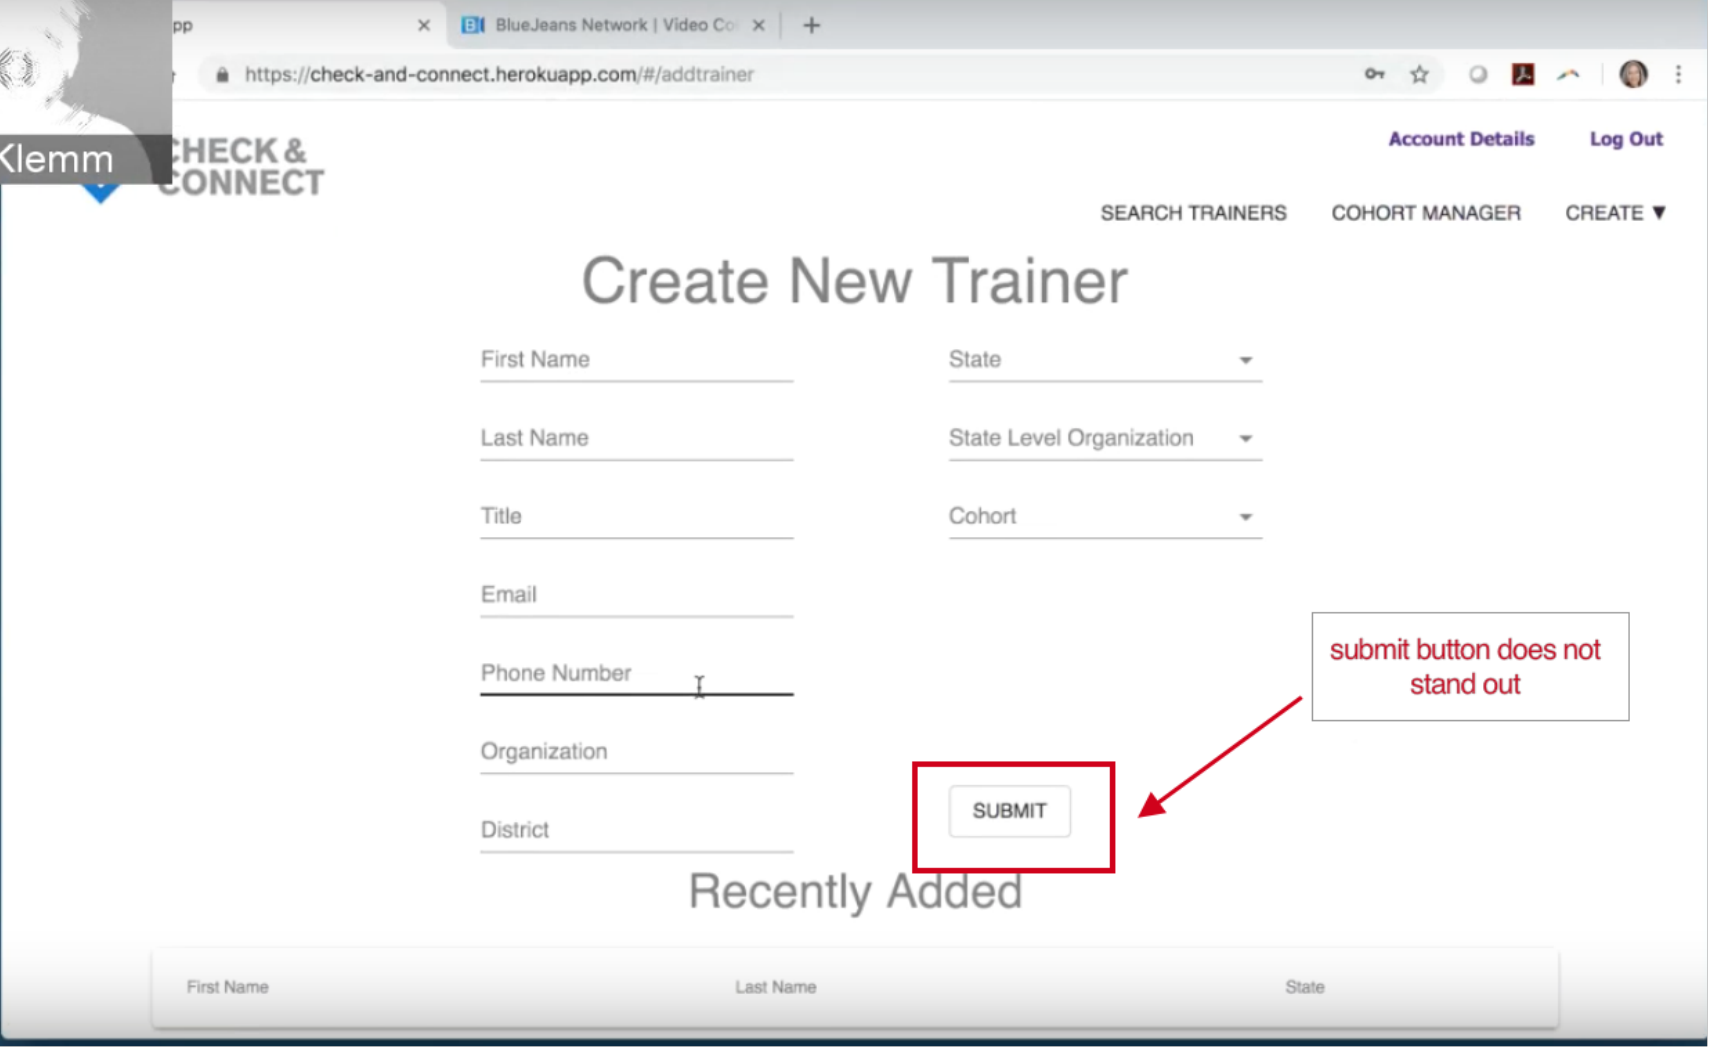 pp
BlueJeans Network | Video Co
https://check-and-connect.herokuapp.com/#/addtrainer
Klemm
CHECK &
CONNECT
Account Details
Log Out
SEARCH TRAINERS
COHORT MANAGER
CREATE ▼
Create New Trainer
First Name
State
Last Name
State Level Organization
Title
Cohort
Email
Phone Number
submit button does not
stand out
Organization
SUBMIT
District
Recently Added
First Name
Last Name
State